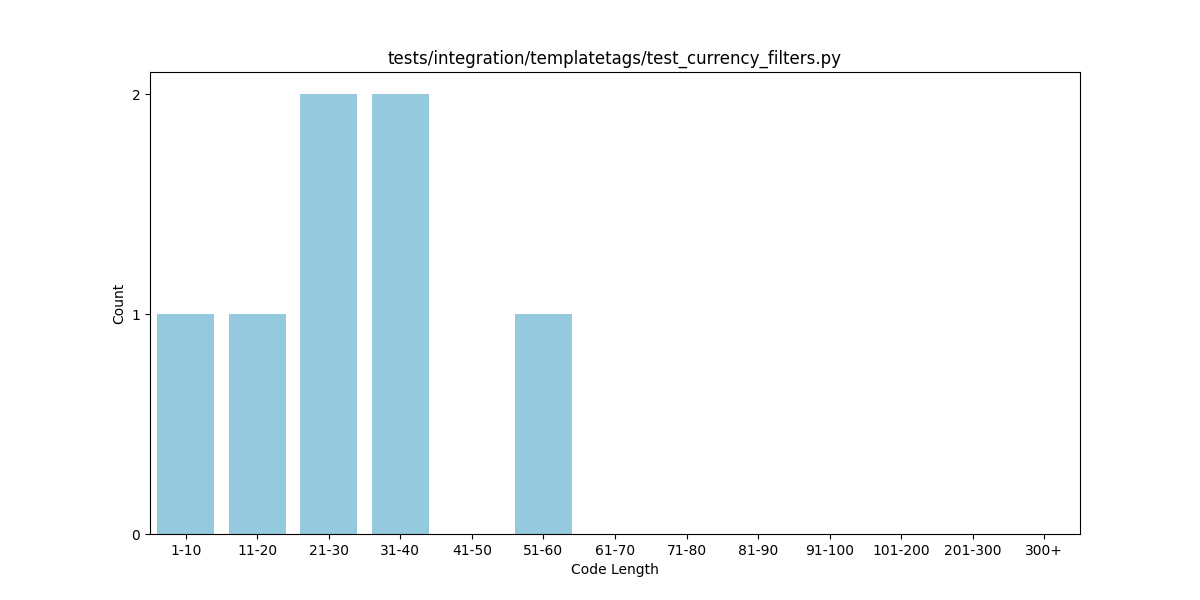 tests/integration/templatetags/test_currency_filters.py
Count
2
1
0
1-10 11-20 21-30 31-40 41-50 51-60 61-70 71-80 81-90 91-100 101-200 201-300 300+
Code Length